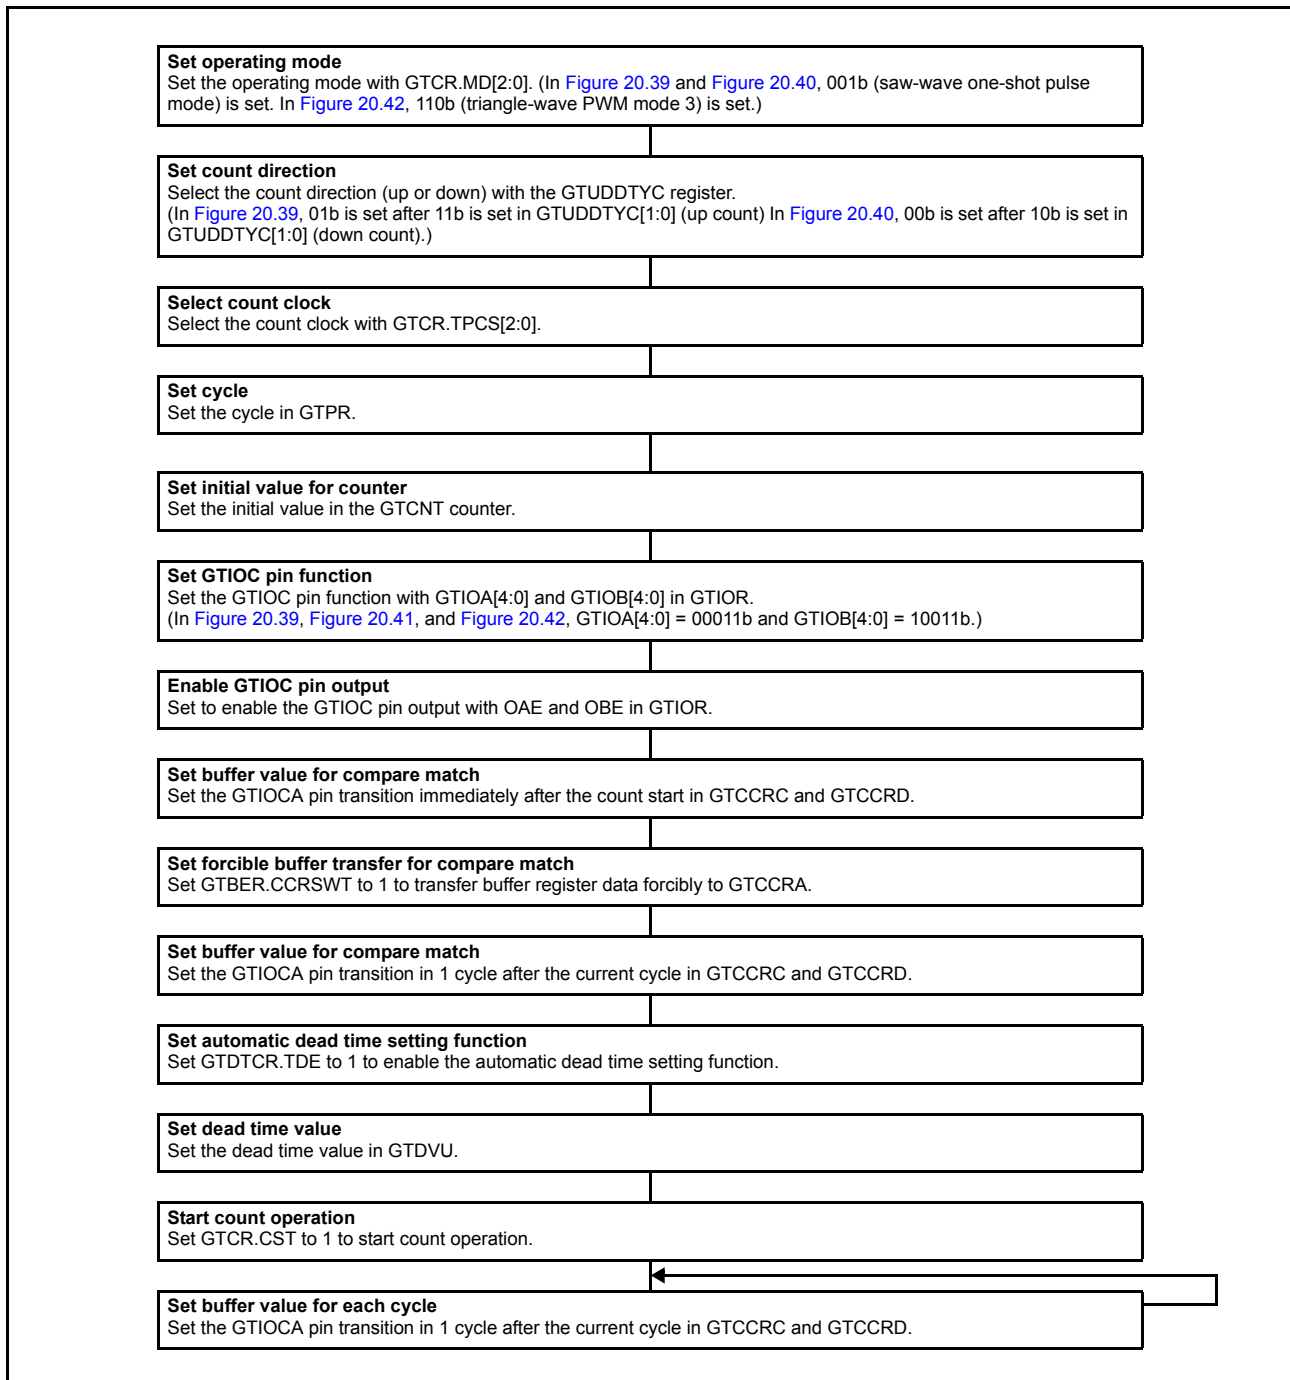 Set operating mode
Set the operating mode with GTCR.MD[2:0]. (In Figure 20.39 and Figure 20.40, 001b (saw-wave one-shot pulse
mode) is set. In Figure 20.42, 110b (triangle-wave PWM mode 3) is set.)
Set count direction
Select the count direction (up or down) with the GTUDDTYC register.
(In Figure 20.39, 01b is set after 11b is set in GTUDDTYC[1:0] (up count) In Figure 20.40, 00b is set after 10b is set in
GTUDDTYC[1:0] (down count).)
Select count clock
Select the count clock with GTCR.TPCS[2:0].
Set cycle
Set the cycle in GTPR.
Set initial value for counter
Set the initial value in the GTCNT counter.
Set GTIOC pin function
Set the GTIOC pin function with GTIOA[4:0] and GTIOB[4:0] in GTIOR.
(In Figure 20.39, Figure 20.41, and Figure 20.42, GTIOA[4:0] = 00011b and GTIOB[4:0] = 10011b.)
Enable GTIOC pin output
Set to enable the GTIOC pin output with OAE and OBE in GTIOR.
Set buffer value for compare match
Set the GTIOCA pin transition immediately after the count start in GTCCRC and GTCCRD.
Set forcible buffer transfer for compare match
Set GTBER.CCRSWT to 1 to transfer buffer register data forcibly to GTCCRA.
Set buffer value for compare match
Set the GTIOCA pin transition in 1 cycle after the current cycle in GTCCRC and GTCCRD.
Set automatic dead time setting function
Set GTDTCR.TDE to 1 to enable the automatic dead time setting function.
Set dead time value
Set the dead time value in GTDVU.
Start count operation
Set GTCR.CST to 1 to start count operation.
Set buffer value for each cycle
Set the GTIOCA pin transition in 1 cycle after the current cycle in GTCCRC and GTCCRD.